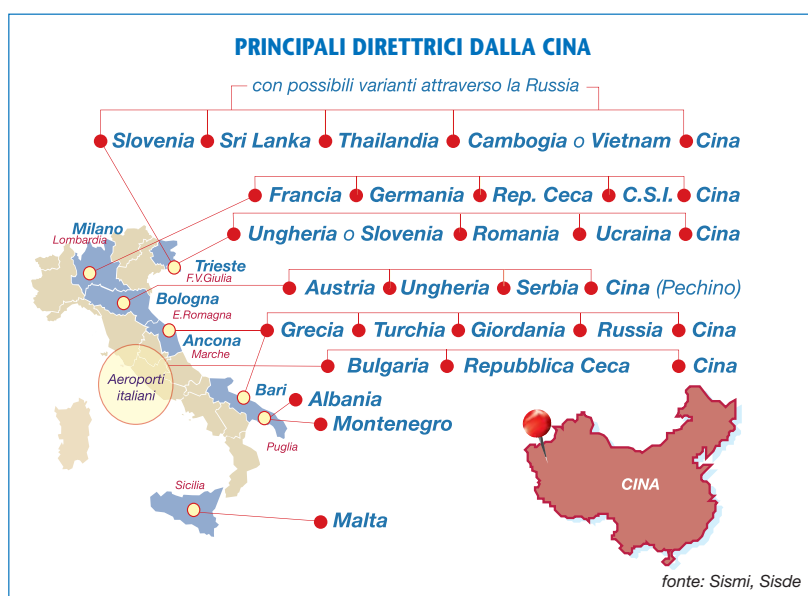 PRINCIPALI DIRETTRICI DALLA CINA
con possibili varianti attraverso la Russia
Slovenia Sri Lanka Thailandia Cambogia o Vietnam Cina
Francia Germania Rep. Ceca C.S.I. Cina
Milano
Lombardia
Ungheria o Slovenia Romania Ucraina Cina
Trieste
F.V.Giulia
Austria Ungheria Serbia Cina (Pechino)
Bologna
E.Romagna
Grecia Turchia Giordania Russia Cina
Ancona
Marche
Bulgaria Repubblica Ceca Cina
Aeroporti
italiani
Bari
Albania
Montenegro
Puglia
Sicilia
Malta
CINA
fonte: Sismi, Sisde